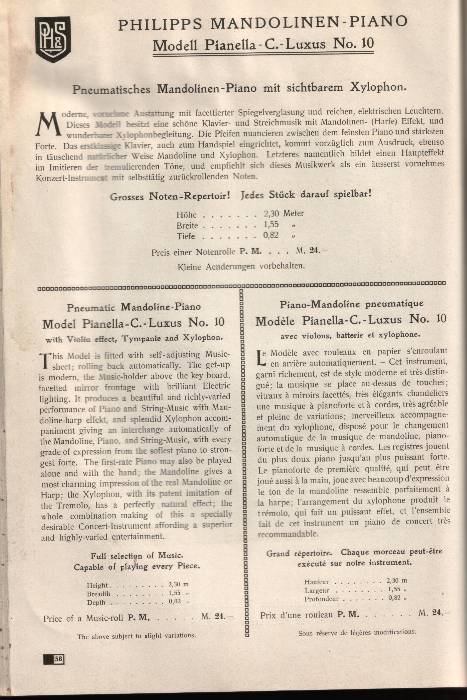 PH&S
PHILIPPS MANDOLINEN-PIANO
Modell Pianella-C.-Luxus No. 10
Pneumatisches Mandolinen-Piano mit sichtbarem Xylophon.
Moderne, vornehme Austattung mit facettierter Spiegelverglasung und reichen, elektrischen Leuchtern.
Dieses Modell besitzt eine schöne Klavier- und Streichmusik mit Mandolinen- (Harfe) Effekt, und
wunderbarer Xylophonbegleitung. Die Pfeifen nuancieren zwischen dem feinsten Piano und stärksten
Forte. Das erstklassige Klavier, auch zum Handspiel eingrichtet, kommt vorzüglich zum Ausdruck, ebenso
in täuschend natürlicher Weise Mandoline und Xylophon. Letzteres namentlich bildet einen Haupteffekt
im Imitieren der tremulierenden Töne, und empfiehlt sich dieses Musikwerk als ein äusserst vornehmes
Konzert-Instrument mit selbsttätig zurückrollenden Noten.
Grosses Noten-Repertoir! Jedes Stück darauf spielbar!
Höhe . . . . . . . 2,30 Meter
Breite . . . . . . . 1,55 „
Tiefe . . . . . . . 0,82 „
Preis einer Notenrolle P. M. . . . M. 24.–
Kleine Aenderungen vorbehalten.
Pneumatic Mandoline-Piano
Model Pianella-C.-Luxus No. 10
with Violin effect, Tympanie and Xylophon.
This Model is fitted with self-adjusting Music-
sheet; rolling back automatically. The get-up
is modern, the Music-holder above the key board,
facelted mirror frontage with brilliant Electric
lighting. It produces a beautiful and richly-varied
performance of Piano and String-Music with Man-
doline-harp effekt, and splendid Xylophon accom-
paniment giving an interchange automatically of
the Mandoline, Piano, and String-Music, with every
grade of expression from the softest piano to stron-
gest forte. The first-rate Piano may also be played
alone and with the hand; the Mandoline gives a
most charming impression of the real Mandoline or
Harp; the Xylophon, with its patent imitation of
the Tremolo, has a perfectly natural effect; the
whole combination making of this a specially
desirable Concert-Instrument affording a superior
and highly-varied entertainment.
Full selection of Music.
Capable of playing every Piece.
Height . . . . . . . . . 2,30 m
Breadth . . . . . . . . . 1,55 „
Depth . . . . . . . . . 0,82 „
Price of a Music-roll P. M. . . . M. 24.–
The above subject to slight variations.
58
Piano-Mandoline pneumatique
Modèle Pianella-C.-Luxus No. 10
avec violons, batterie et xylophone.
Le Modèle avec rouleaux en papier s'enroulant
en arrière automatiquement. – Cet instrument,
garni richement, est de style moderne et très distin-
gué; la musique se place au-dessus de touches;
vitraux à miroirs facettés, très élégants chandeliers
une musique à pianoforte et à cordes, très agréable
et pleine de variations; merveilleux accompagne-
ment du xylophone, disposé pour le changement
automatique de la musique de mandoline, piano-
forte et de la musique à cordes. Les registres jouent
du plus doux piano jusqu'au plus puissant forte.
Le pianoforte de première qualité, qui peut être
joué aussi à la main, joue avec beaucoup d'expression
le ton de la mandoline ressemble parfaitement à
la harpe; l'arrangement du xylophone produit le
trémolo, qui fait un puissant effet, et l'ensemble
fait de cet instrument un piano de concert très
recommandable.
Grand répertoire. Chaque morceau peut-être
exécuté sur notre instrument.
Hauteur . . . . . . . . 2,30 m
Largeur . . . . . . . . 1,55 „
Profondeur . . . . . . . . 0,82 „
Prix d'une rouleau P. M. . . . M. 24.–
Sous réserve de légères modifications.